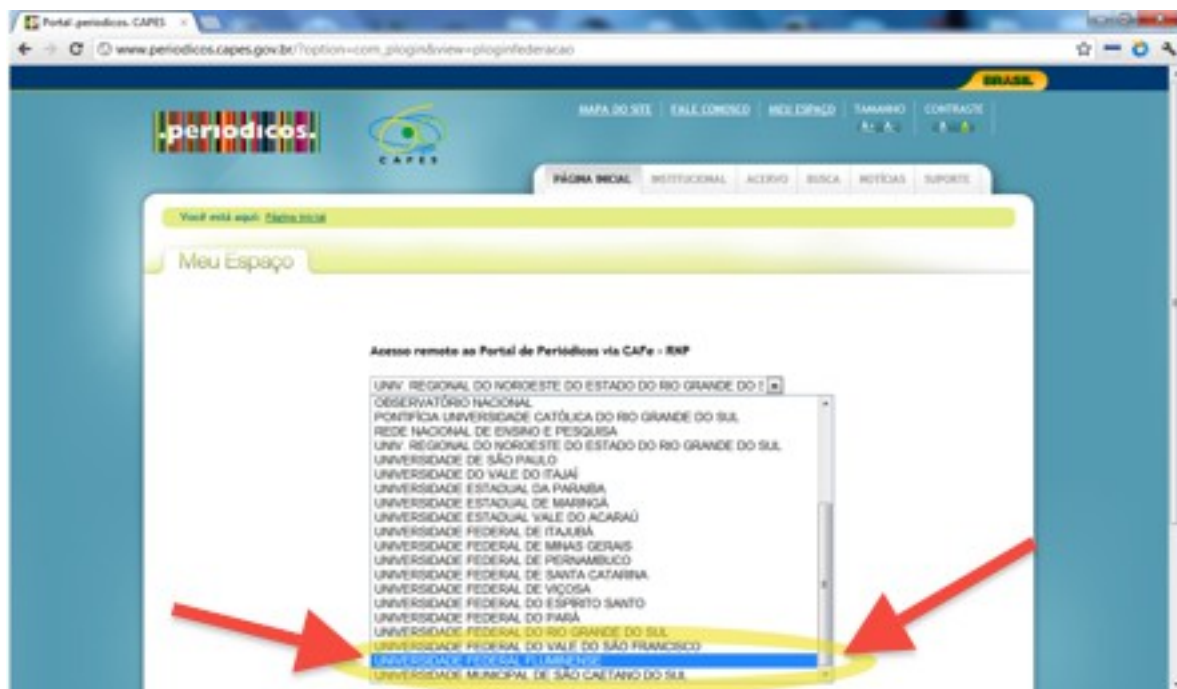 Portal .periodicos. CAPES
www.periodicos.capes.gov.br/?option=com_plogin&view=ploginfederacao
BRASIL
.periodicos.
CAPES
MAPA DO SITE | FALE CONOSCO | MEU ESPAÇO | TAMANHO | CONTRASTE
PÁGINA INICIAL INSTITUCIONAL ACERVO BUSCA NOTÍCIAS SUPORTE
Você está aqui: Página Inicial
Meu Espaço
Acesso remoto ao Portal de Periódicos via CAFe - RNP
UNIV REGIONAL DO NOROESTE DO ESTADO DO RIO GRANDE DO S
OBSERVATÓRIO NACIONAL
PONTIFÍCIA UNIVERSIDADE CATÓLICA DO RIO GRANDE DO SUL
REDE NACIONAL DE ENSINO E PESQUISA
UNIV REGIONAL DO NOROESTE DO ESTADO DO RIO GRANDE DO SUL
UNIVERSIDADE DE SÃO PAULO
UNIVERSIDADE DO VALE DO ITAJAÍ
UNIVERSIDADE ESTADUAL DA PARAIBA
UNIVERSIDADE ESTADUAL DE MARINGÁ
UNIVERSIDADE ESTADUAL VALE DO ACARAÚ
UNIVERSIDADE FEDERAL DE ITAJUBÁ
UNIVERSIDADE FEDERAL DE MINAS GERAIS
UNIVERSIDADE FEDERAL DE PERNAMBUCO
UNIVERSIDADE FEDERAL DE SANTA CATARINA
UNIVERSIDADE FEDERAL DE VIÇOSA
UNIVERSIDADE FEDERAL DO ESPÍRITO SANTO
UNIVERSIDADE FEDERAL DO PARÁ
UNIVERSIDADE FEDERAL DO RIO GRANDE DO SUL
UNIVERSIDADE FEDERAL DO VALE DO SÃO FRANCISCO
UNIVERSIDADE FEDERAL FLUMINENSE
UNIVERSIDADE MUNICIPAL DE SÃO CAETANO DO SUL